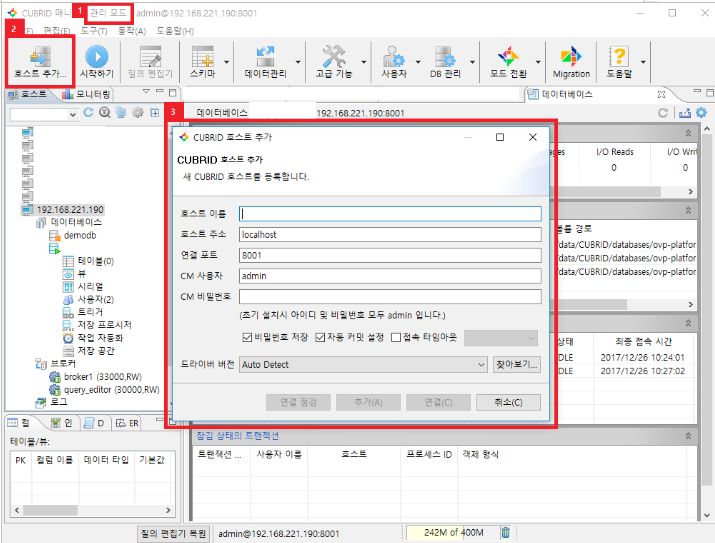 CUBRID 매니 관리 모드 admin@192.168.221.190:8001
1
2
편집(E) 도구(T) 동작(A) 도움말(H)
호스트 추가... 시작하기 질의 편집기 스키마 데이터관리 고급 기능 사용자 DB 관리 모드 전환 Migration 도움말
호스트 모니터링
데이터베이스
3
데이터베이스 192.168.221.190:8001
192.168.221.190
데이터베이스
demodb
테이블(0)
뷰
시리얼
사용자(2)
트리거
저장 프로시저
작업 자동화
저장 공간
브로커
broker1 (33000,RW)
query_editor (30000,RW)
로그
CUBRID 호스트 추가
CUBRID 호스트 추가
새 CUBRID 호스트를 등록합니다.
호스트 이름
호스트 주소 localhost
연결 포트 8001
CM 사용자 admin
CM 비밀번호
(초기 설치시 아이디 및 비밀번호 모두 admin 입니다.)
비밀번호 저장 자동 커밋 설정 접속 타임아웃
드라이버 버전 Auto Detect 찾아보기...
연결 점검 추가(A) 연결(C) 취소(C)
ages I/O Reads I/O Writ
0 0
볼륨 경로
/data/CUBRID/databases/ovp-platfor
/data/CUBRID/databases/ovp-platfor
/data/CUBRID/databases/ovp-platfor
상태 최종 접속 시간
DLE 2017/12/26 10:24:01
DLE 2017/12/26 10:27:02
컬 인 D ER
테이블/뷰:
PK 컬럼 이름 데이터 타입 기본값
잠김 상태의 트랜잭션
트랜잭션 ... 사용자 이름 호스트 프로세스 ID 객체 형식
질의 편집기 복원 admin@192.168.221.190:8001 242M of 400M